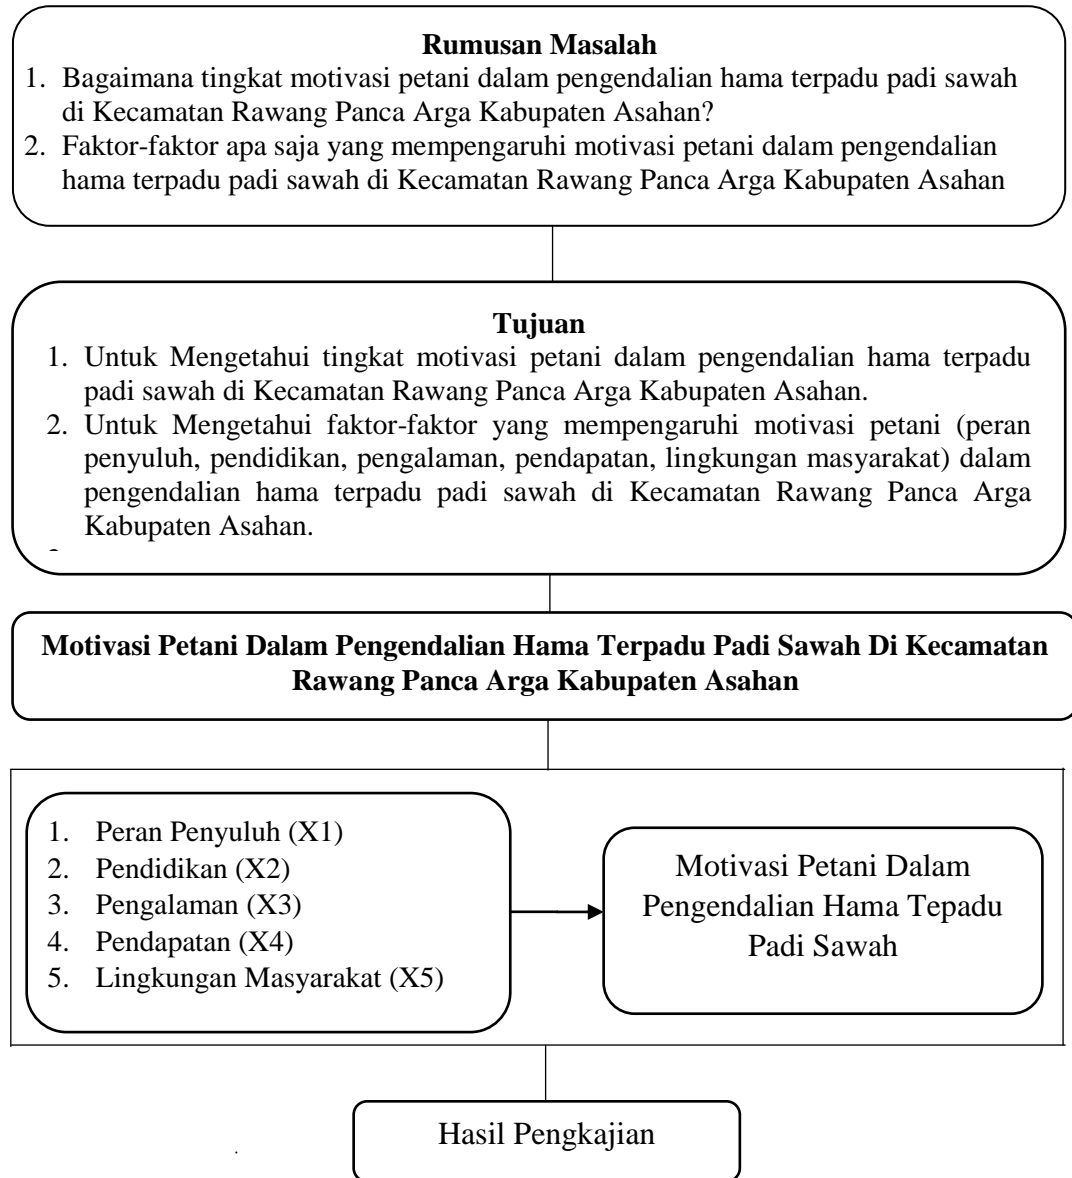 Rumusan Masalah
1. Bagaimana tingkat motivasi petani dalam pengendalian hama terpadu padi sawah
di Kecamatan Rawang Panca Arga Kabupaten Asahan?
2. Faktor-faktor apa saja yang mempengaruhi motivasi petani dalam pengendalian
hama terpadu padi sawah di Kecamatan Rawang Panca Arga Kabupaten Asahan
Tujuan
1. Untuk Mengetahui tingkat motivasi petani dalam pengendalian hama terpadu
padi sawah di Kecamatan Rawang Panca Arga Kabupaten Asahan.
2. Untuk Mengetahui faktor-faktor yang mempengaruhi motivasi petani (peran
penyuluh, pendidikan, pengalaman, pendapatan, lingkungan masyarakat) dalam
pengendalian hama terpadu padi sawah di Kecamatan Rawang Panca Arga
Kabupaten Asahan.
Motivasi Petani Dalam Pengendalian Hama Terpadu Padi Sawah Di Kecamatan
Rawang Panca Arga Kabupaten Asahan
1. Peran Penyuluh (X1)
2. Pendidikan (X2)
3. Pengalaman (X3)
4. Pendapatan (X4)
5. Lingkungan Masyarakat (X5)
Motivasi Petani Dalam
Pengendalian Hama Tepadu
Padi Sawah
Hasil Pengkajian